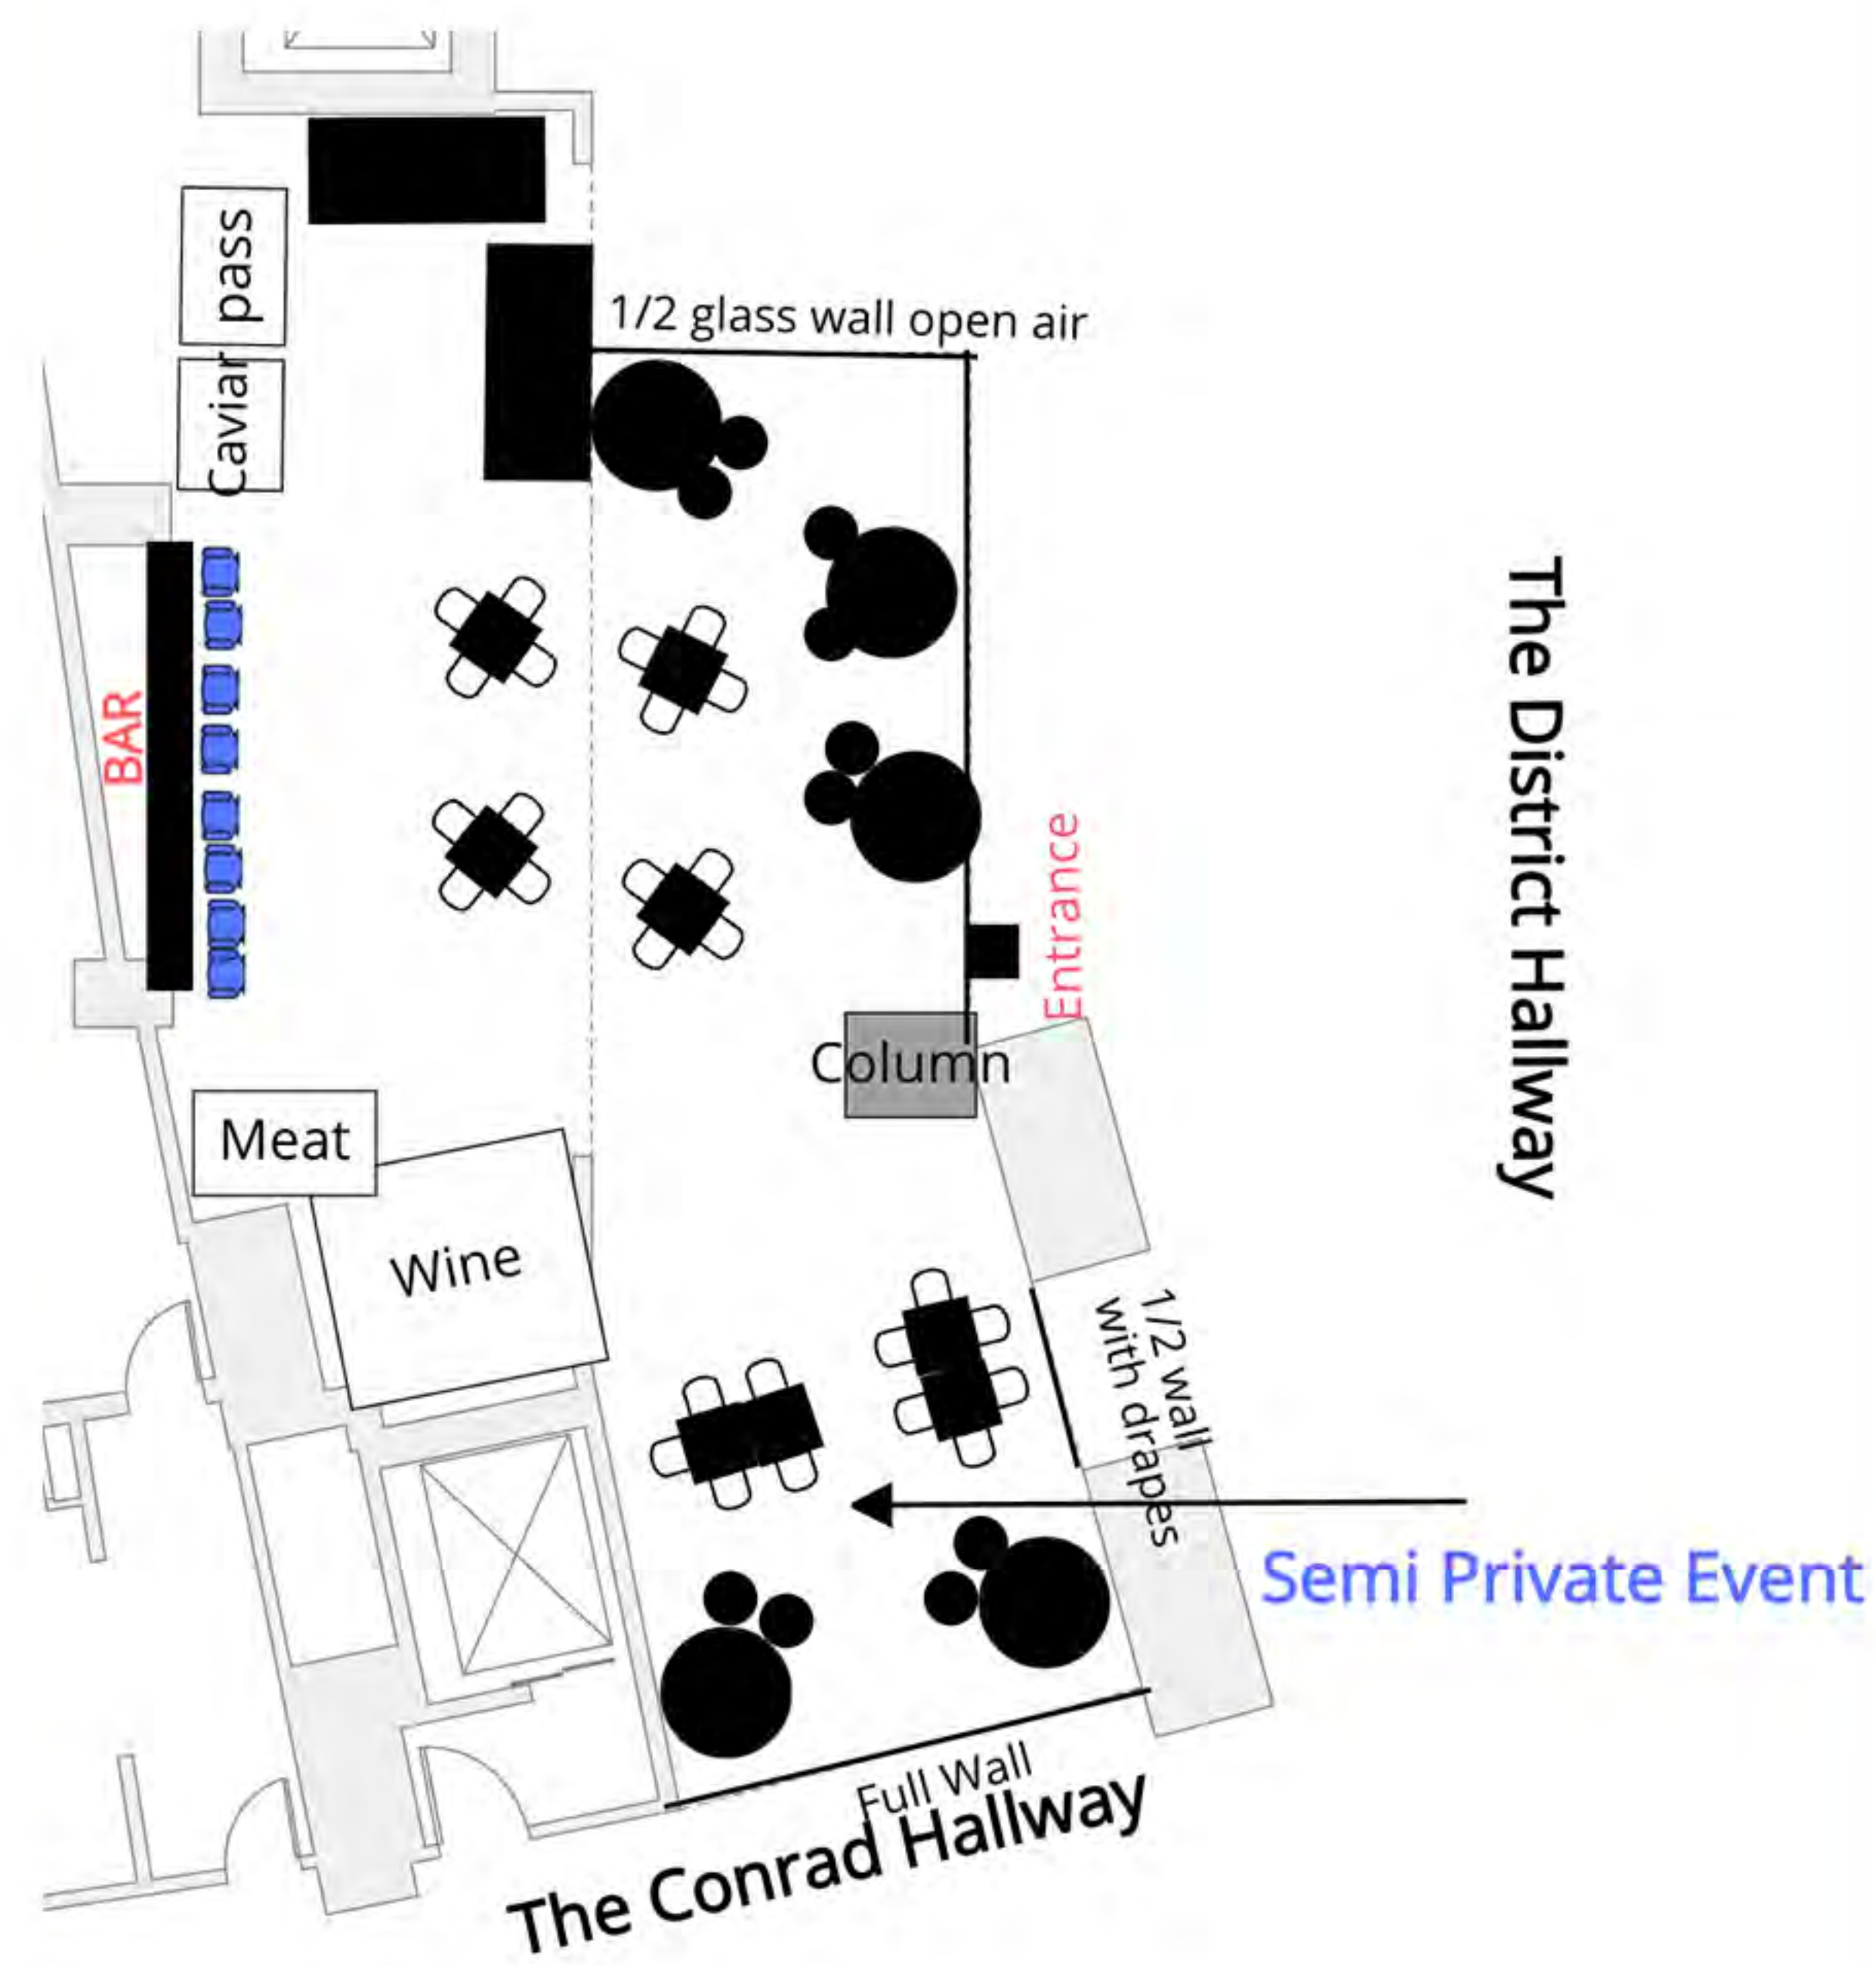 pass
Caviar
1/2 glass wall open air
BAR
Entrance
The District Hallway
Column
Meat
Wine
1/2 wall
with drapes
Semi Private Event
Full Wall
The Conrad Hallway